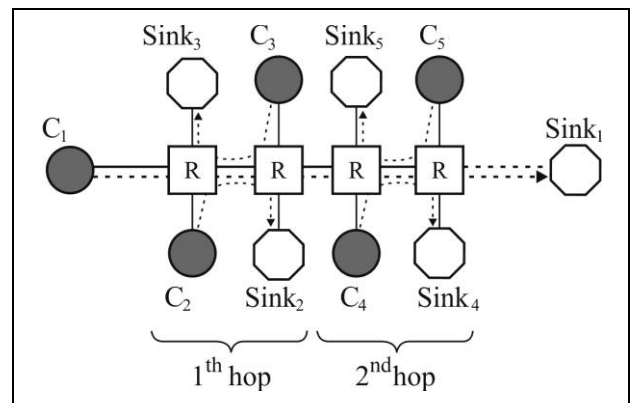 Sink₃ C₃ Sink₅ C₅
C₁ Sink₁
R R R R
C₂ Sink₂ C₄ Sink₄
1ᵗʰ hop 2ⁿᵈ hop